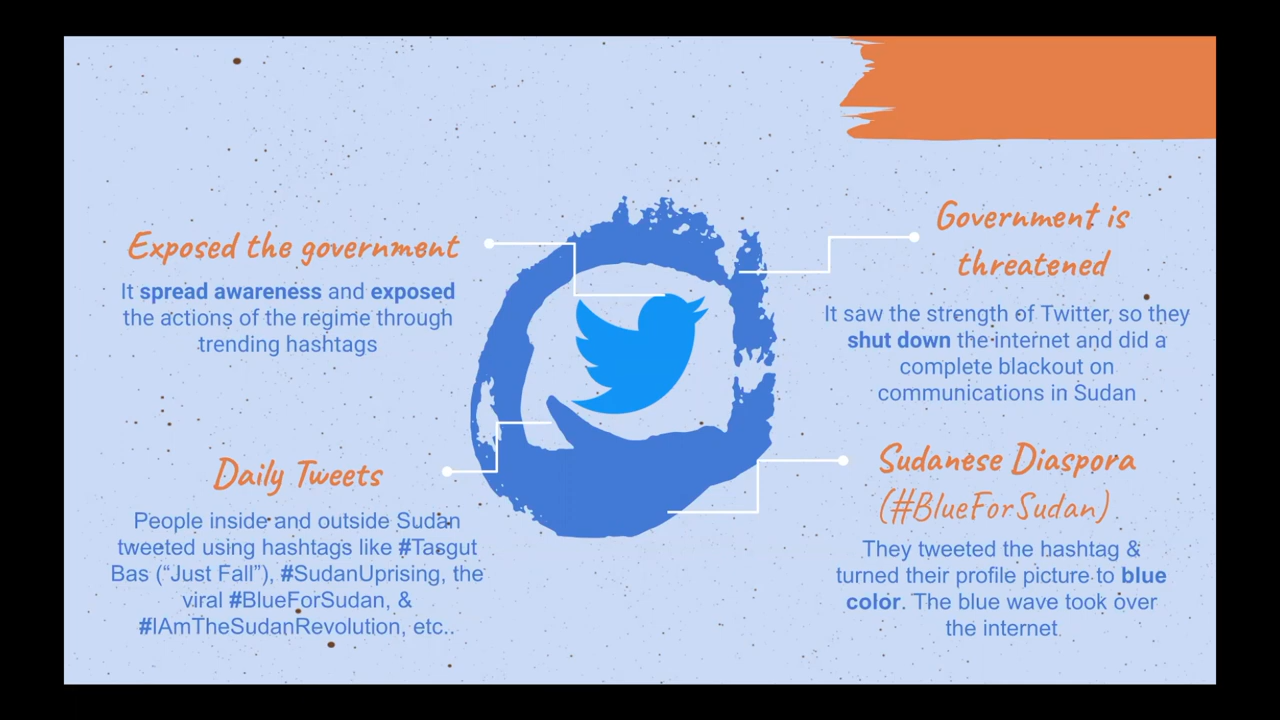 Exposed the government
It spread awareness and exposed
the actions of the regime through
trending hashtags
Daily Tweets
People inside and outside Sudan
tweeted using hashtags like #Tasgut
Bas (“Just Fall”), #SudanUprising, the
viral #BlueForSudan, &
#IAmTheSudanRevolution, etc..
Government is
threatened
It saw the strength of Twitter, so they
shut down the internet and did a
complete blackout on
communications in Sudan
Sudanese Diaspora
(#BlueForSudan)
They tweeted the hashtag &
turned their profile picture to blue
color. The blue wave took over
the internet